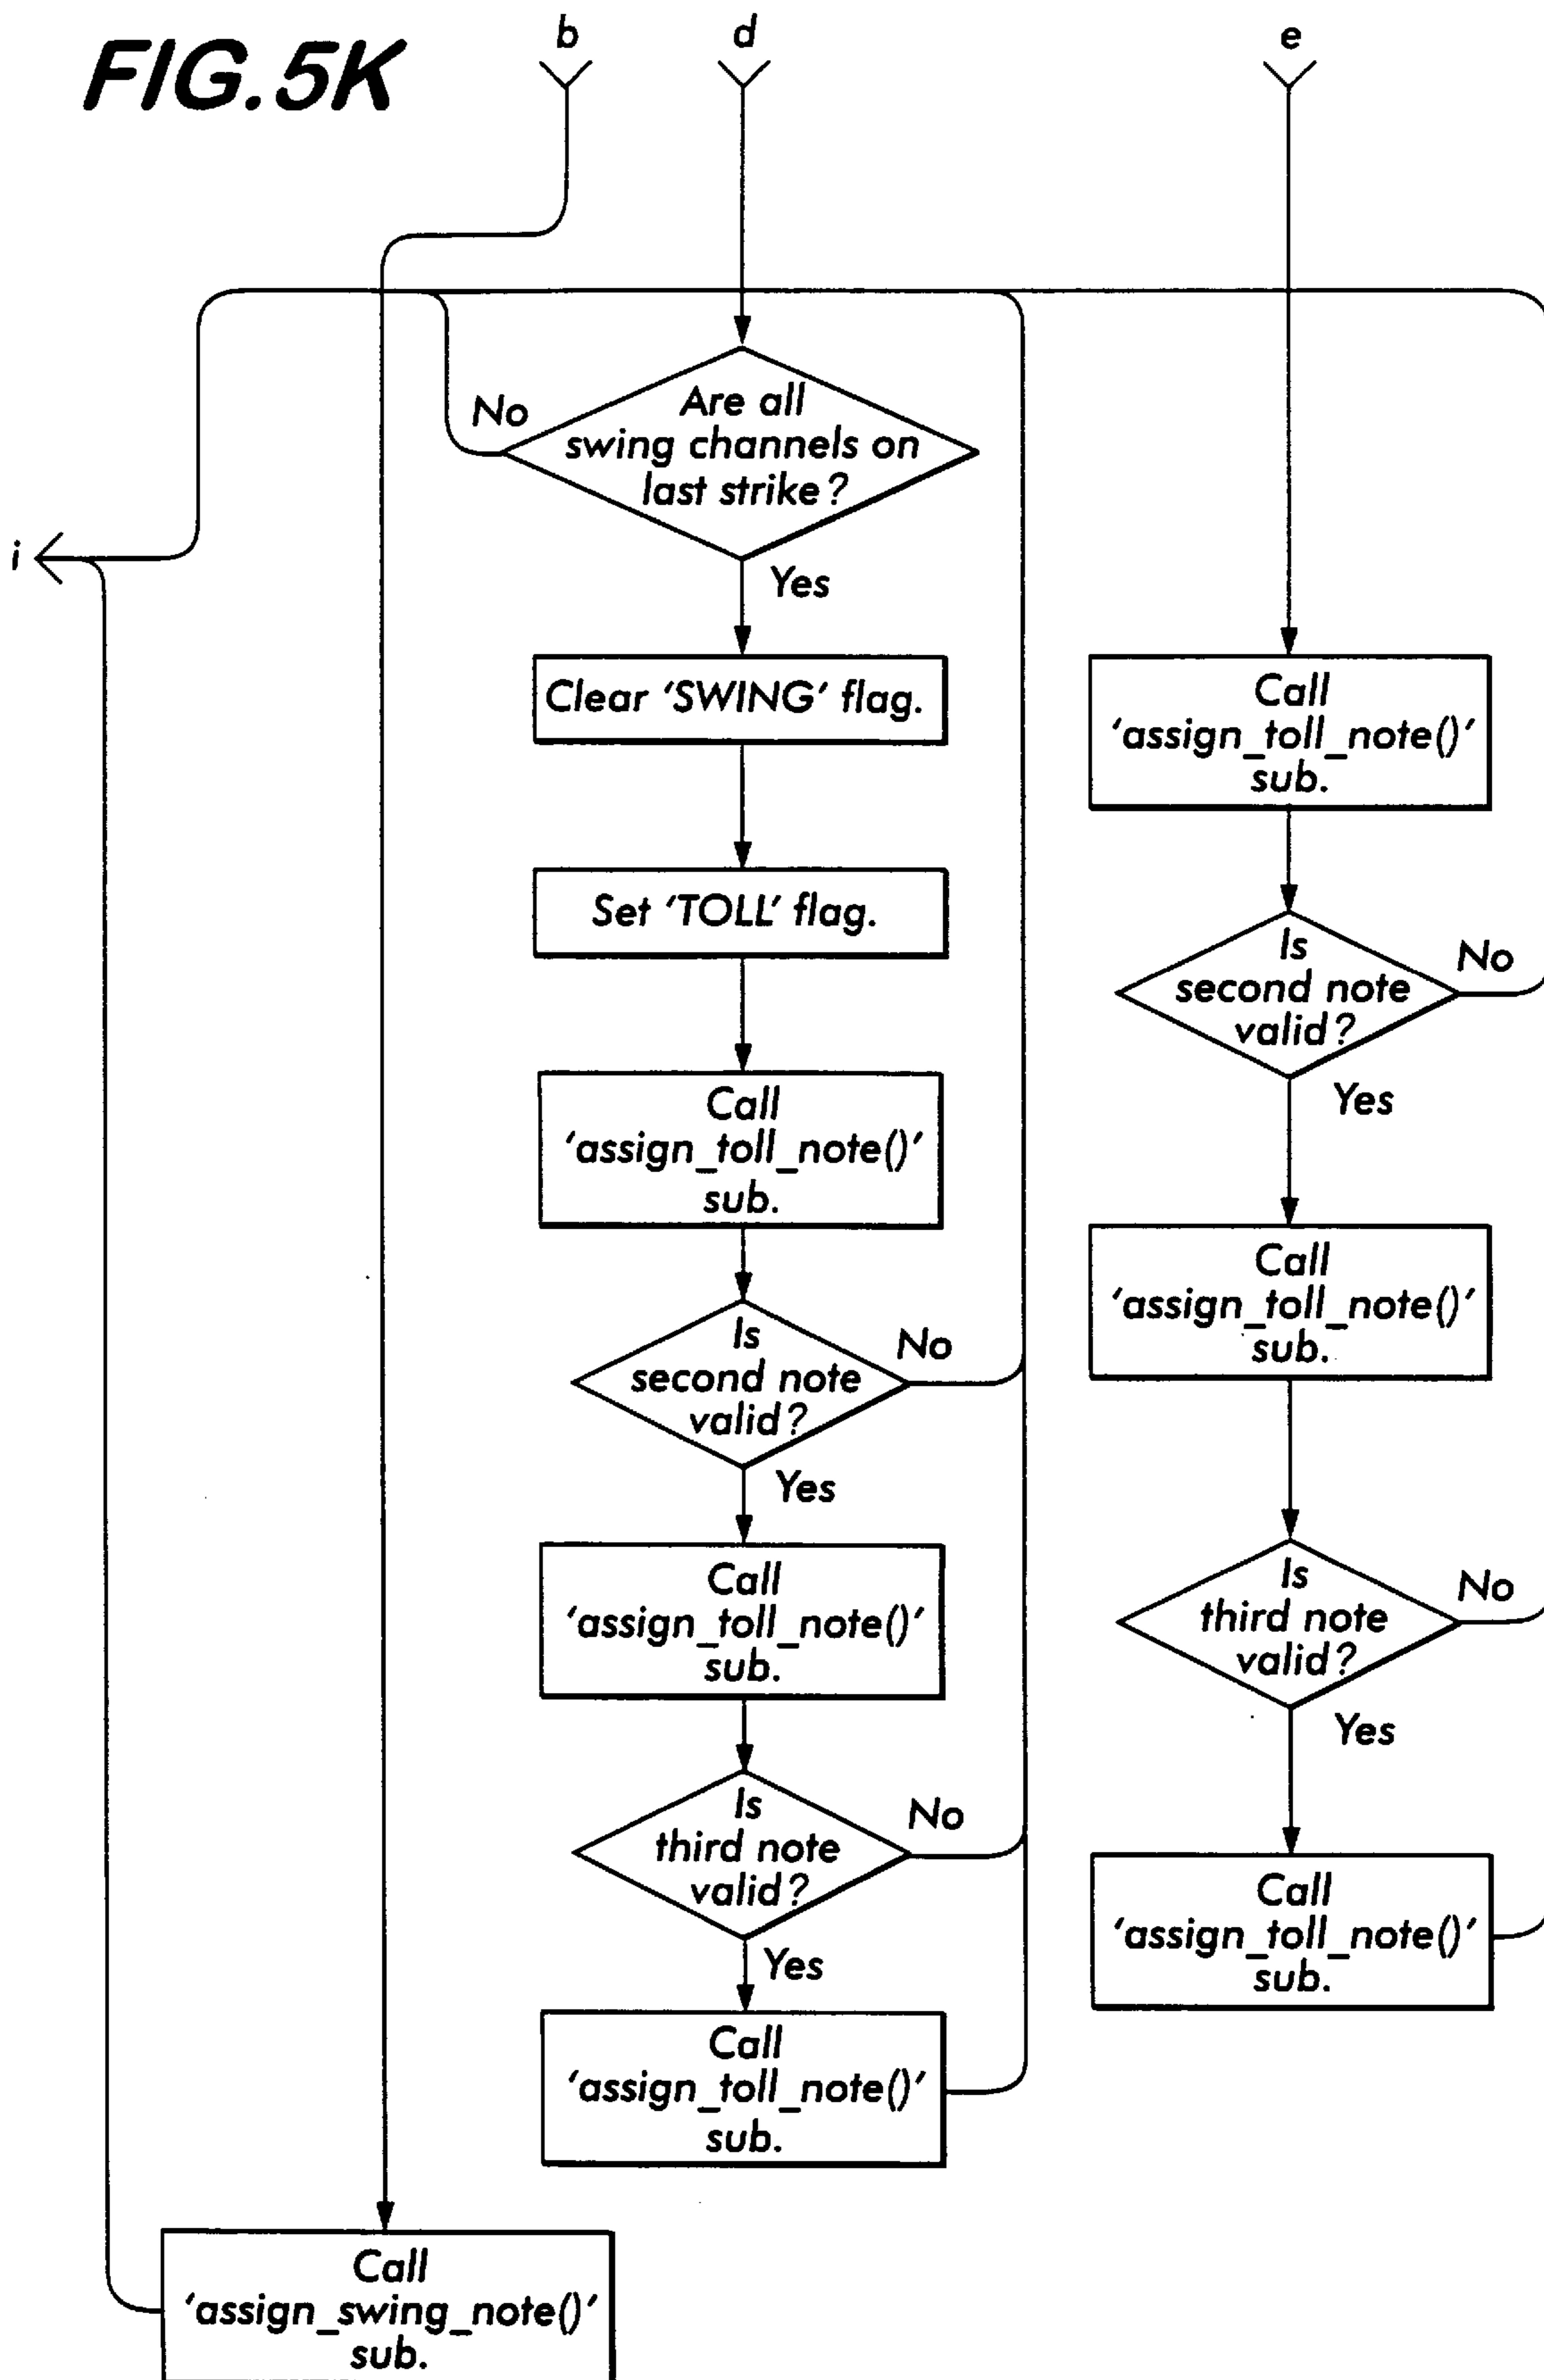 FIG.5K
b
d
e
No
Are all
swing channels on
last strike?
i
Yes
Clear 'SWING' flag.
Set 'TOLL' flag.
Call
'assign_toll_note()'
sub.
Is
second note
valid?
No
Yes
Call
'assign_toll_note()'
sub.
Is
third note
valid?
No
Yes
Call
'assign_toll_note()'
sub.
Call
'assign_toll_note()'
sub.
Is
second note
valid?
No
Yes
Call
'assign_toll_note()'
sub.
Is
third note
valid?
No
Yes
Call
'assign_toll_note()'
sub.
Call
'assign_swing_note()'
sub.